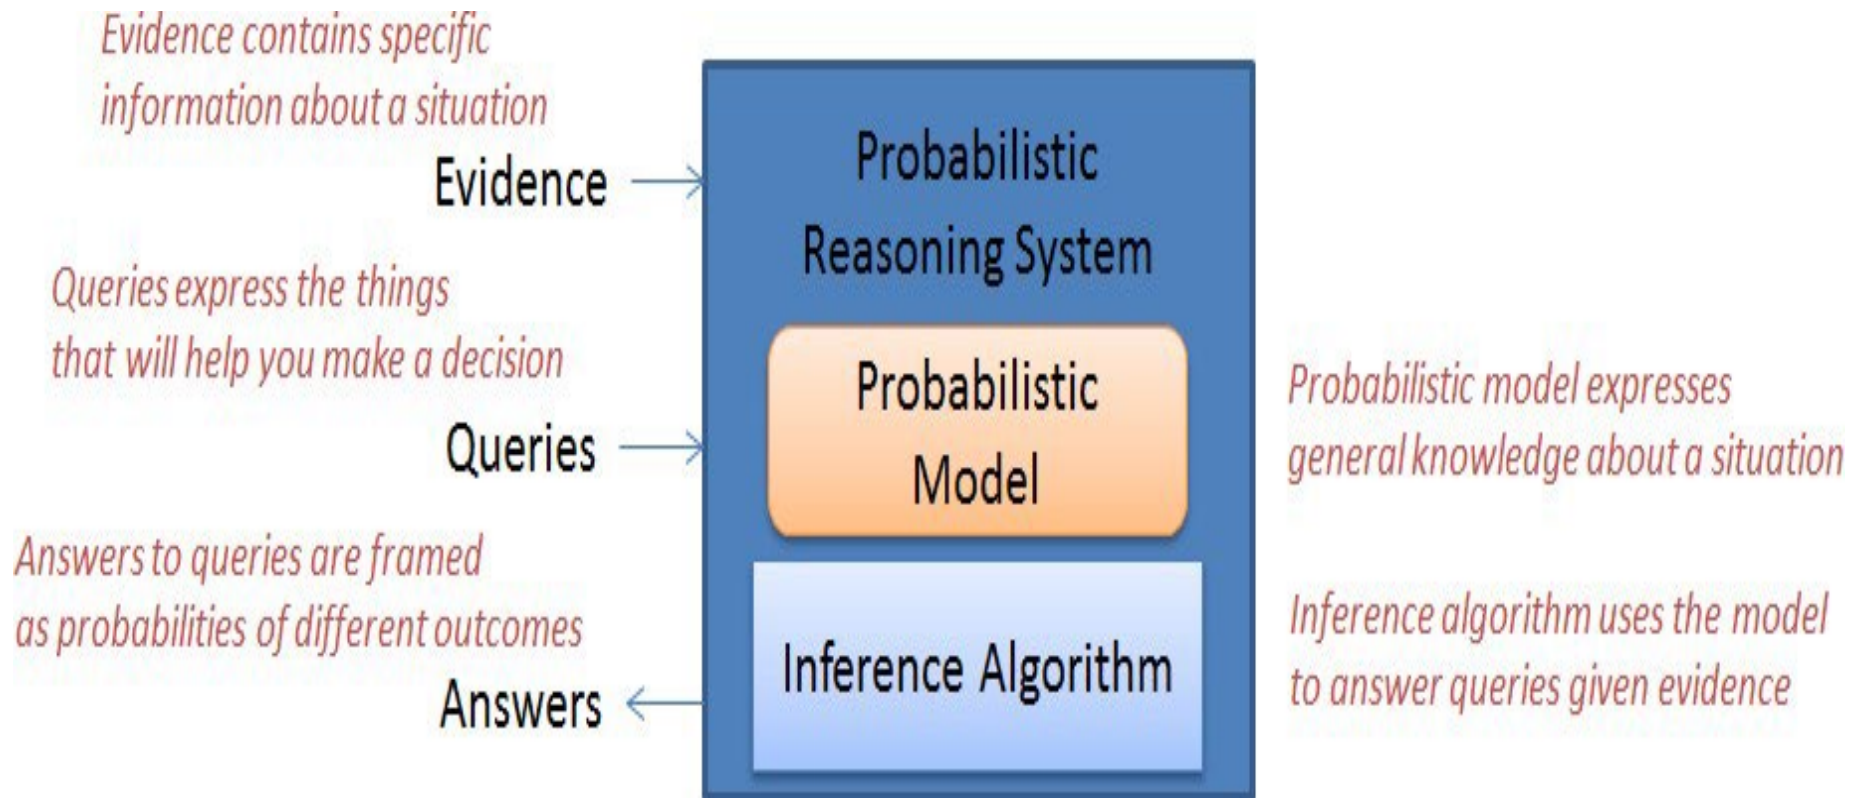 Evidence contains specific
information about a situation
Evidence
Queries express the things
that will help you make a decision
Queries
Answers to queries are framed
as probabilities of different outcomes
Answers
Probabilistic
Reasoning System
Probabilistic
Model
Inference Algorithm
Probabilistic model expresses
general knowledge about a situation
Inference algorithm uses the model
to answer queries given evidence